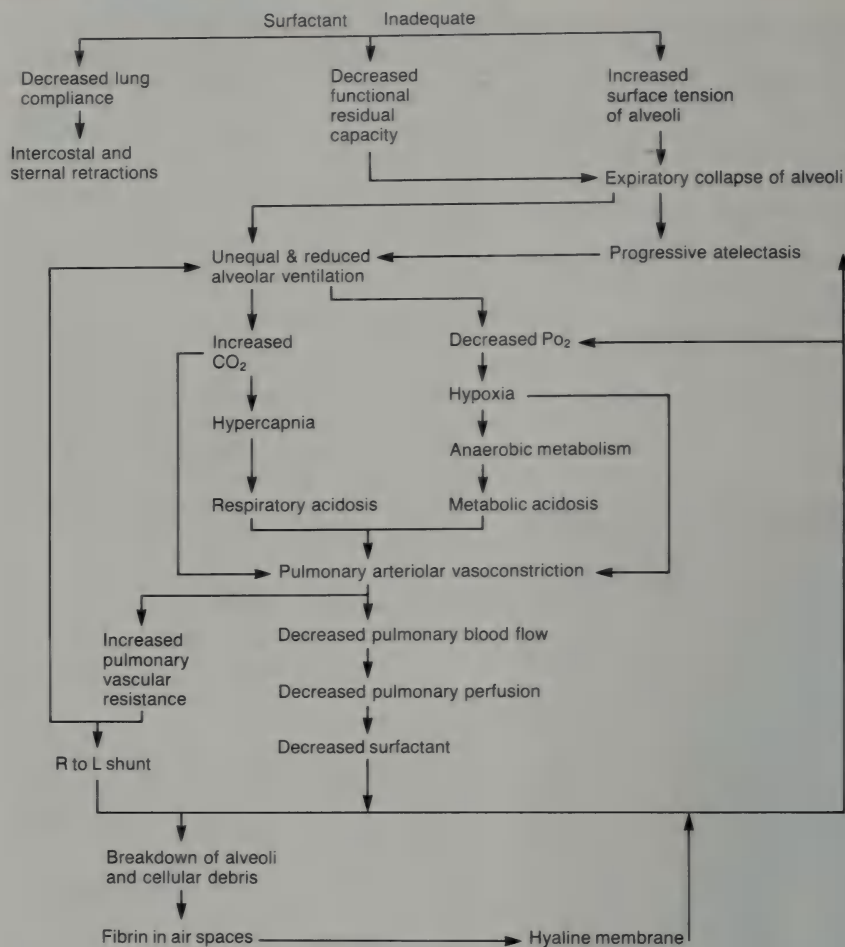 Surfactant Inadequate
Decreased lung
compliance
Decreased
functional
residual
capacity
Increased
surface tension
of alveoli
Intercostal and
sternal retractions
Expiratory collapse of alveoli
Unequal & reduced
alveolar ventilation
Progressive atelectasis
Increased
CO₂
Decreased Po₂
Hypercapnia
Hypoxia
Anaerobic metabolism
Respiratory acidosis
Metabolic acidosis
Pulmonary arteriolar vasoconstriction
Increased
pulmonary
vascular
resistance
Decreased pulmonary blood flow
Decreased pulmonary perfusion
Decreased surfactant
R to L shunt
Breakdown of alveoli
and cellular debris
Fibrin in air spaces
Hyaline membrane